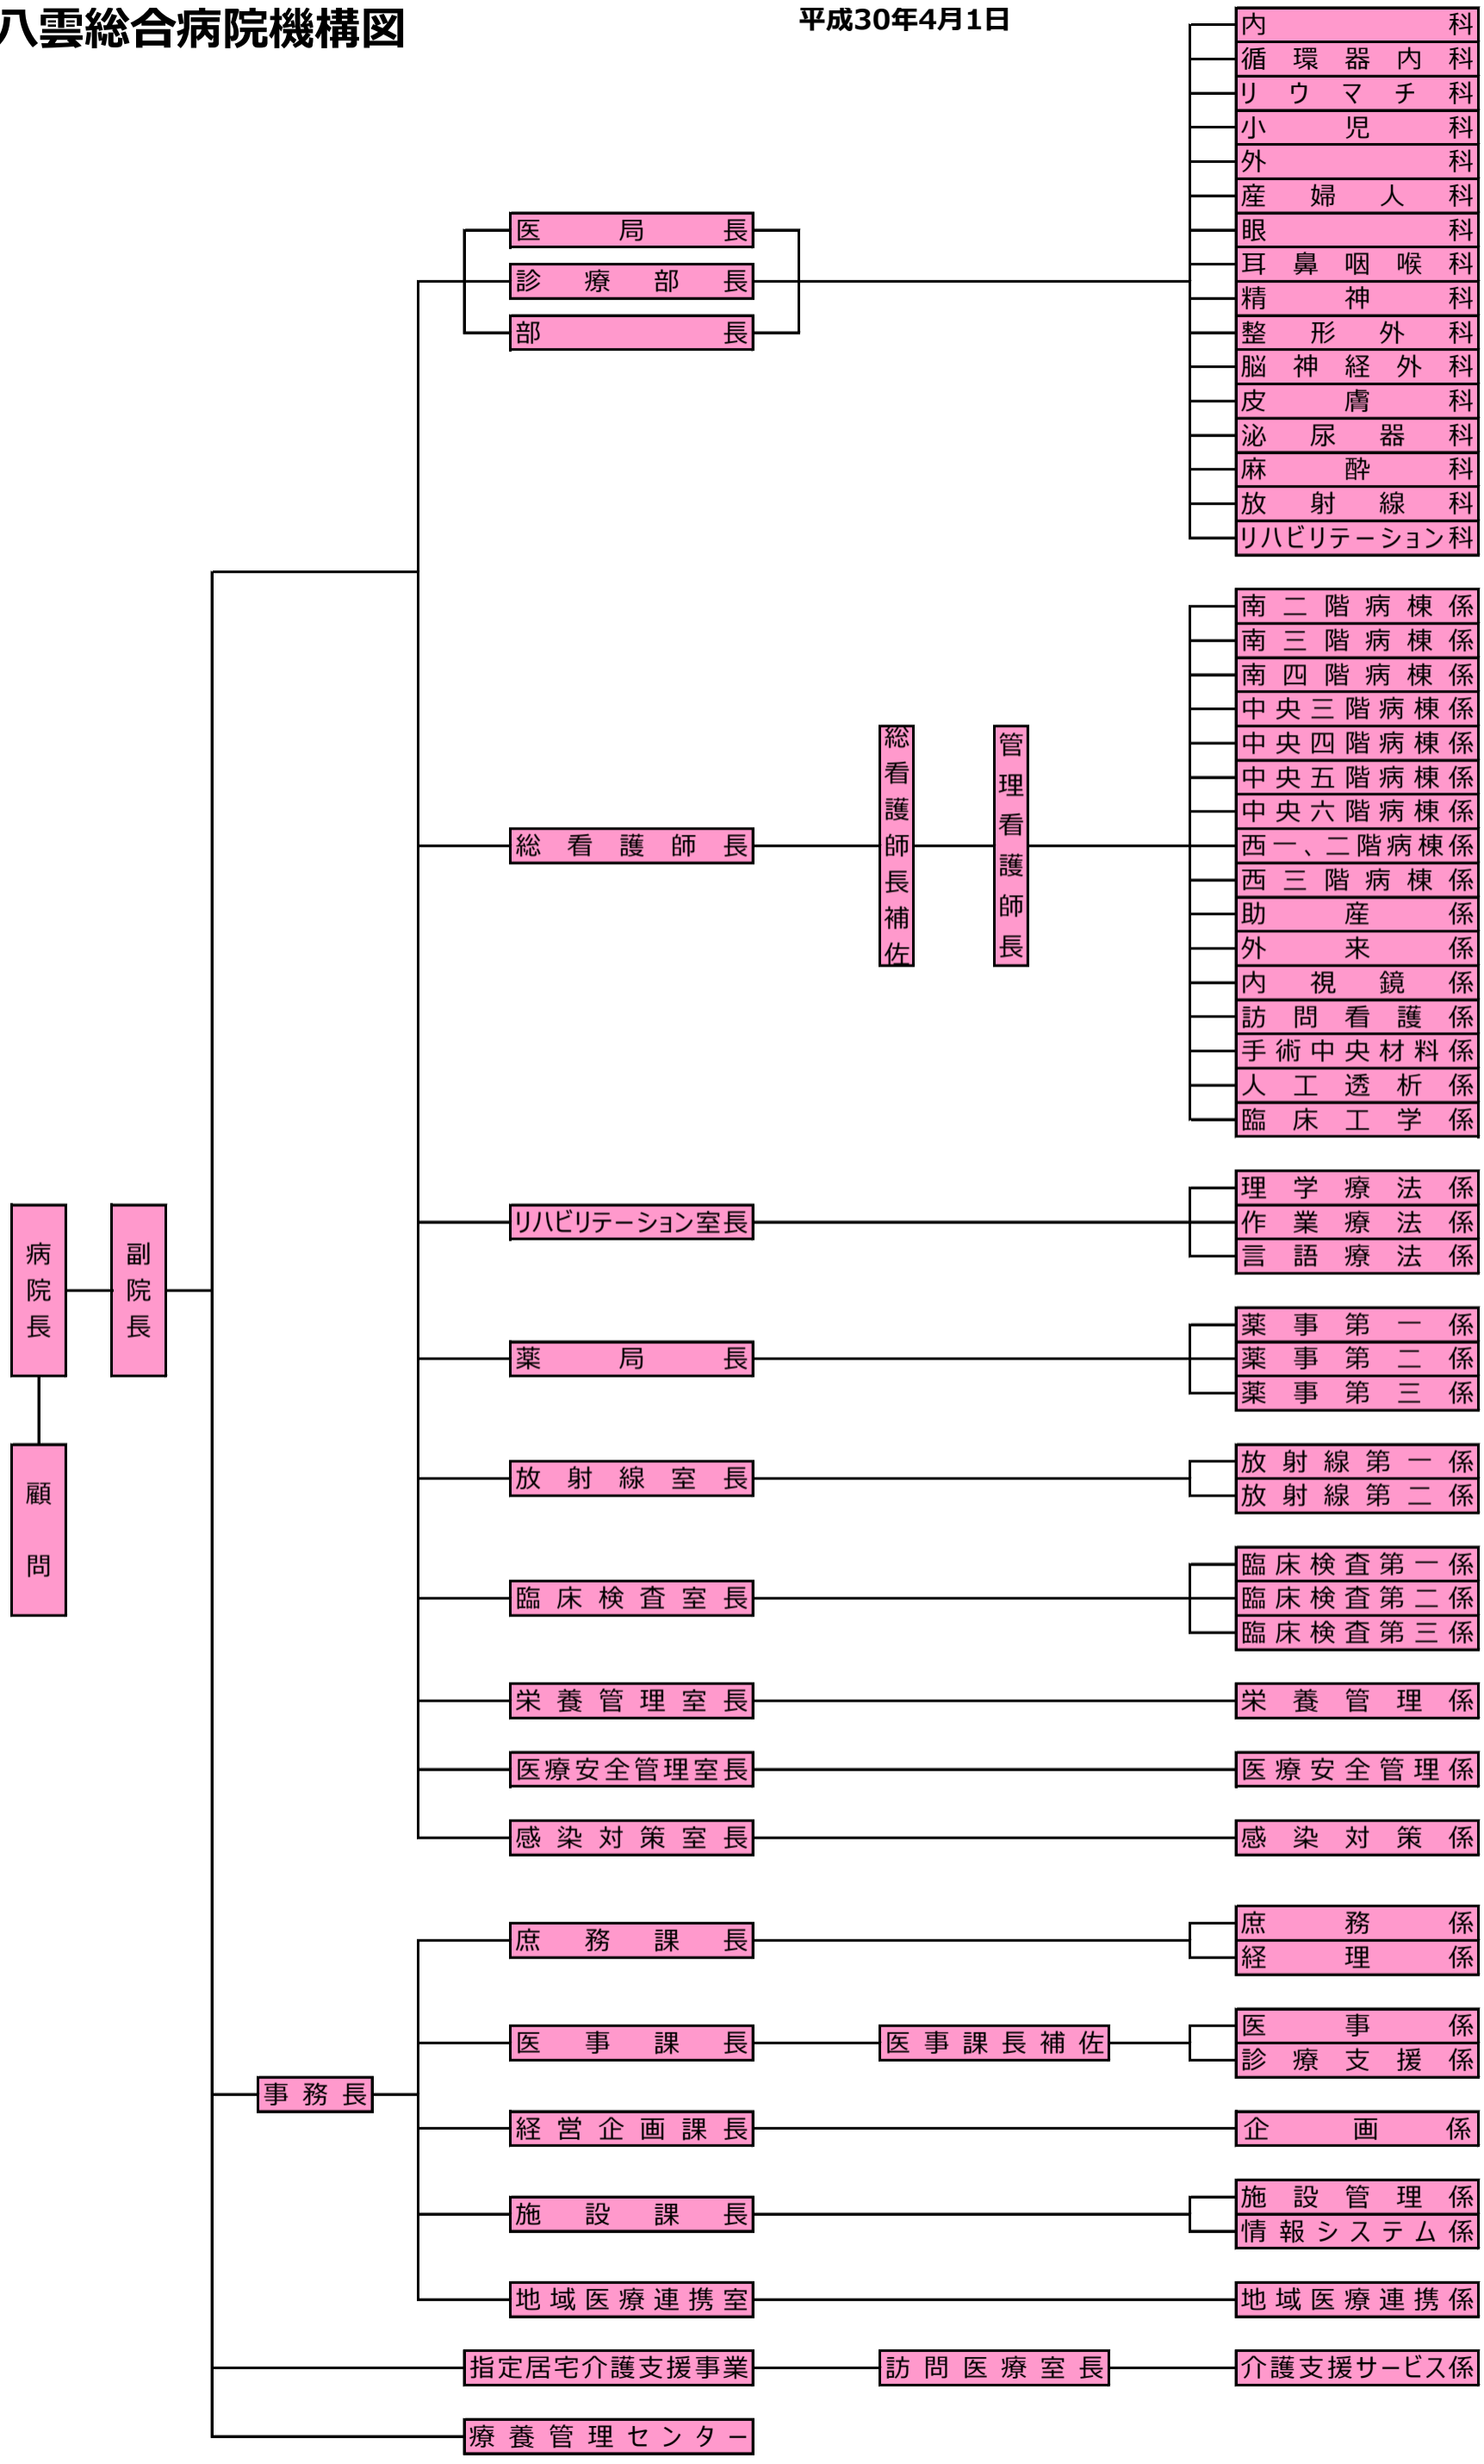 八雲総合病院機構図
平成30年4月1日
内科
循環器内科
リウマチ科
小児科
外科
産婦人科
眼科
耳鼻咽喉科
精神科
整形外科
脳神経外科
皮膚科
泌尿器科
麻酔科
放射線科
リハビリテーション科
医局長
診療部長
部長
南二階病棟係
南三階病棟係
南四階病棟係
中央三階病棟係
中央四階病棟係
中央五階病棟係
中央六階病棟係
西一、二階病棟係
西三階病棟係
助産係
外来係
内視鏡係
訪問看護係
手術中央材料係
人工透析係
臨床工学係
総看護師長
総看護師長補佐
管理看護師長
病院長
副院長
顧問
リハビリテーション室長
理学療法係
作業療法係
言語療法係
薬局長
薬事第一係
薬事第二係
薬事第三係
放射線室長
放射線第一係
放射線第二係
臨床検査室長
臨床検査第一係
臨床検査第二係
臨床検査第三係
栄養管理室長
栄養管理係
医療安全管理室長
医療安全管理係
感染対策室長
感染対策係
事務長
庶務課長
庶務係
経理係
医事課長
医事課長補佐
医事係
診療支援係
経営企画課長
企画係
施設課長
施設管理係
情報システム係
地域医療連携室
地域医療連携係
指定居宅介護支援事業
訪問医療室長
介護支援サービス係
療養管理センター